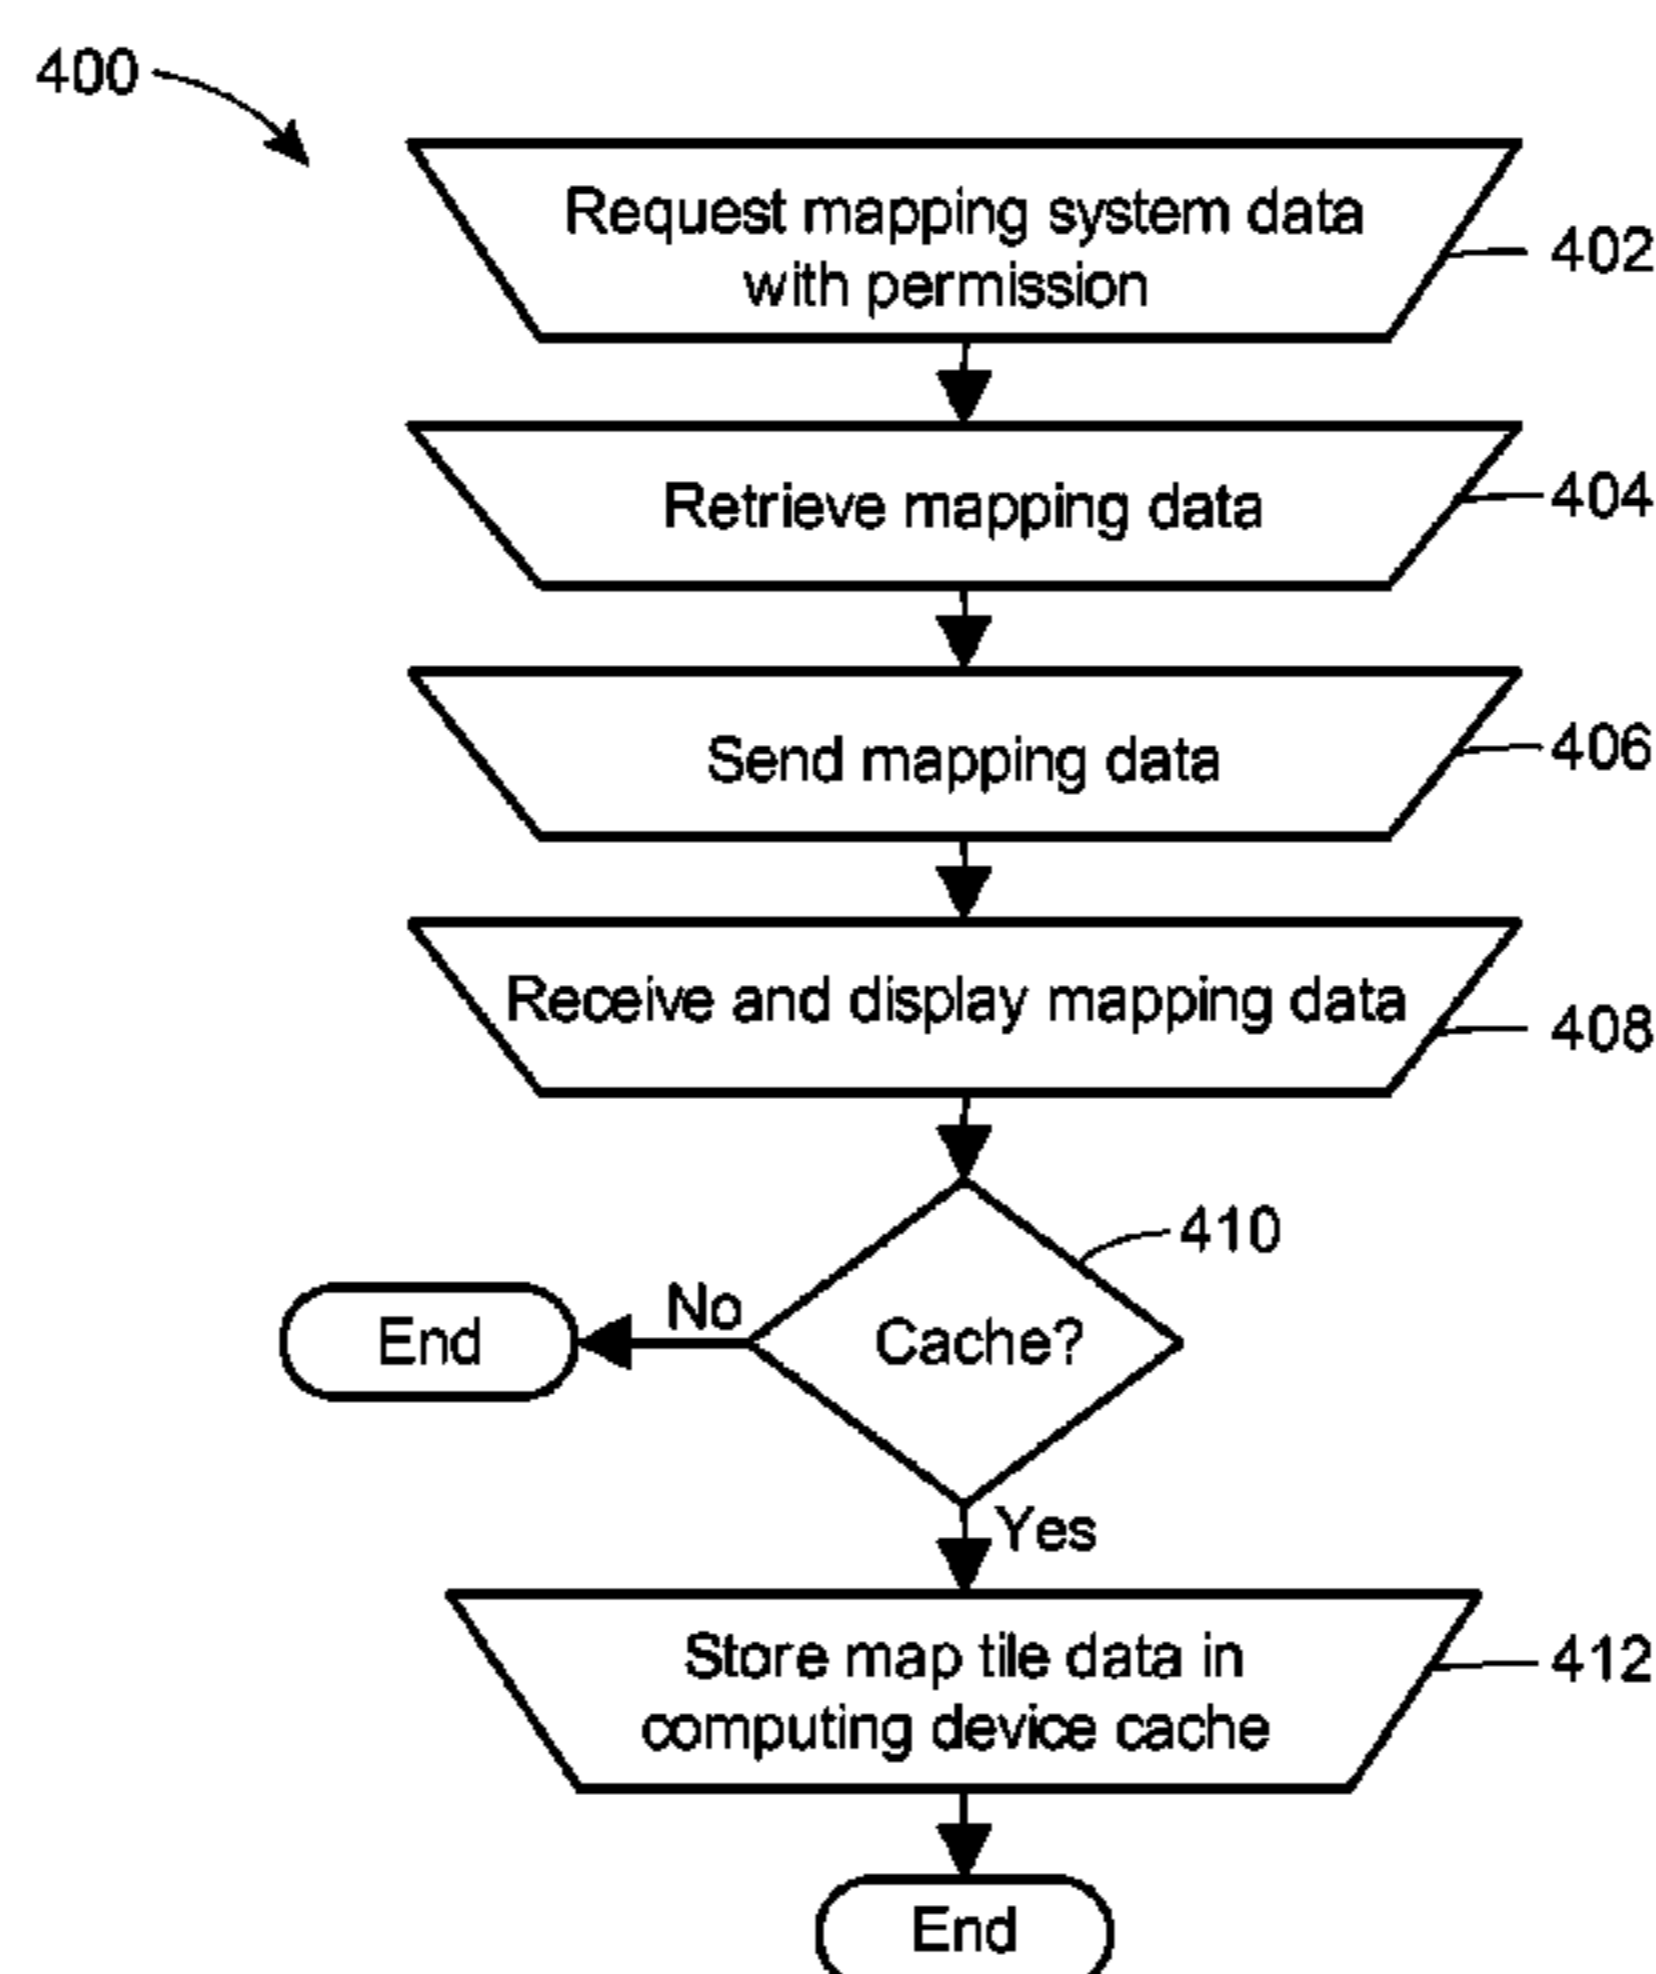 400
Request mapping system data
with permission
402
Retrieve mapping data
404
Send mapping data
406
Receive and display mapping data
408
410
No
End
Cache?
Yes
Store map tile data in
computing device cache
412
End